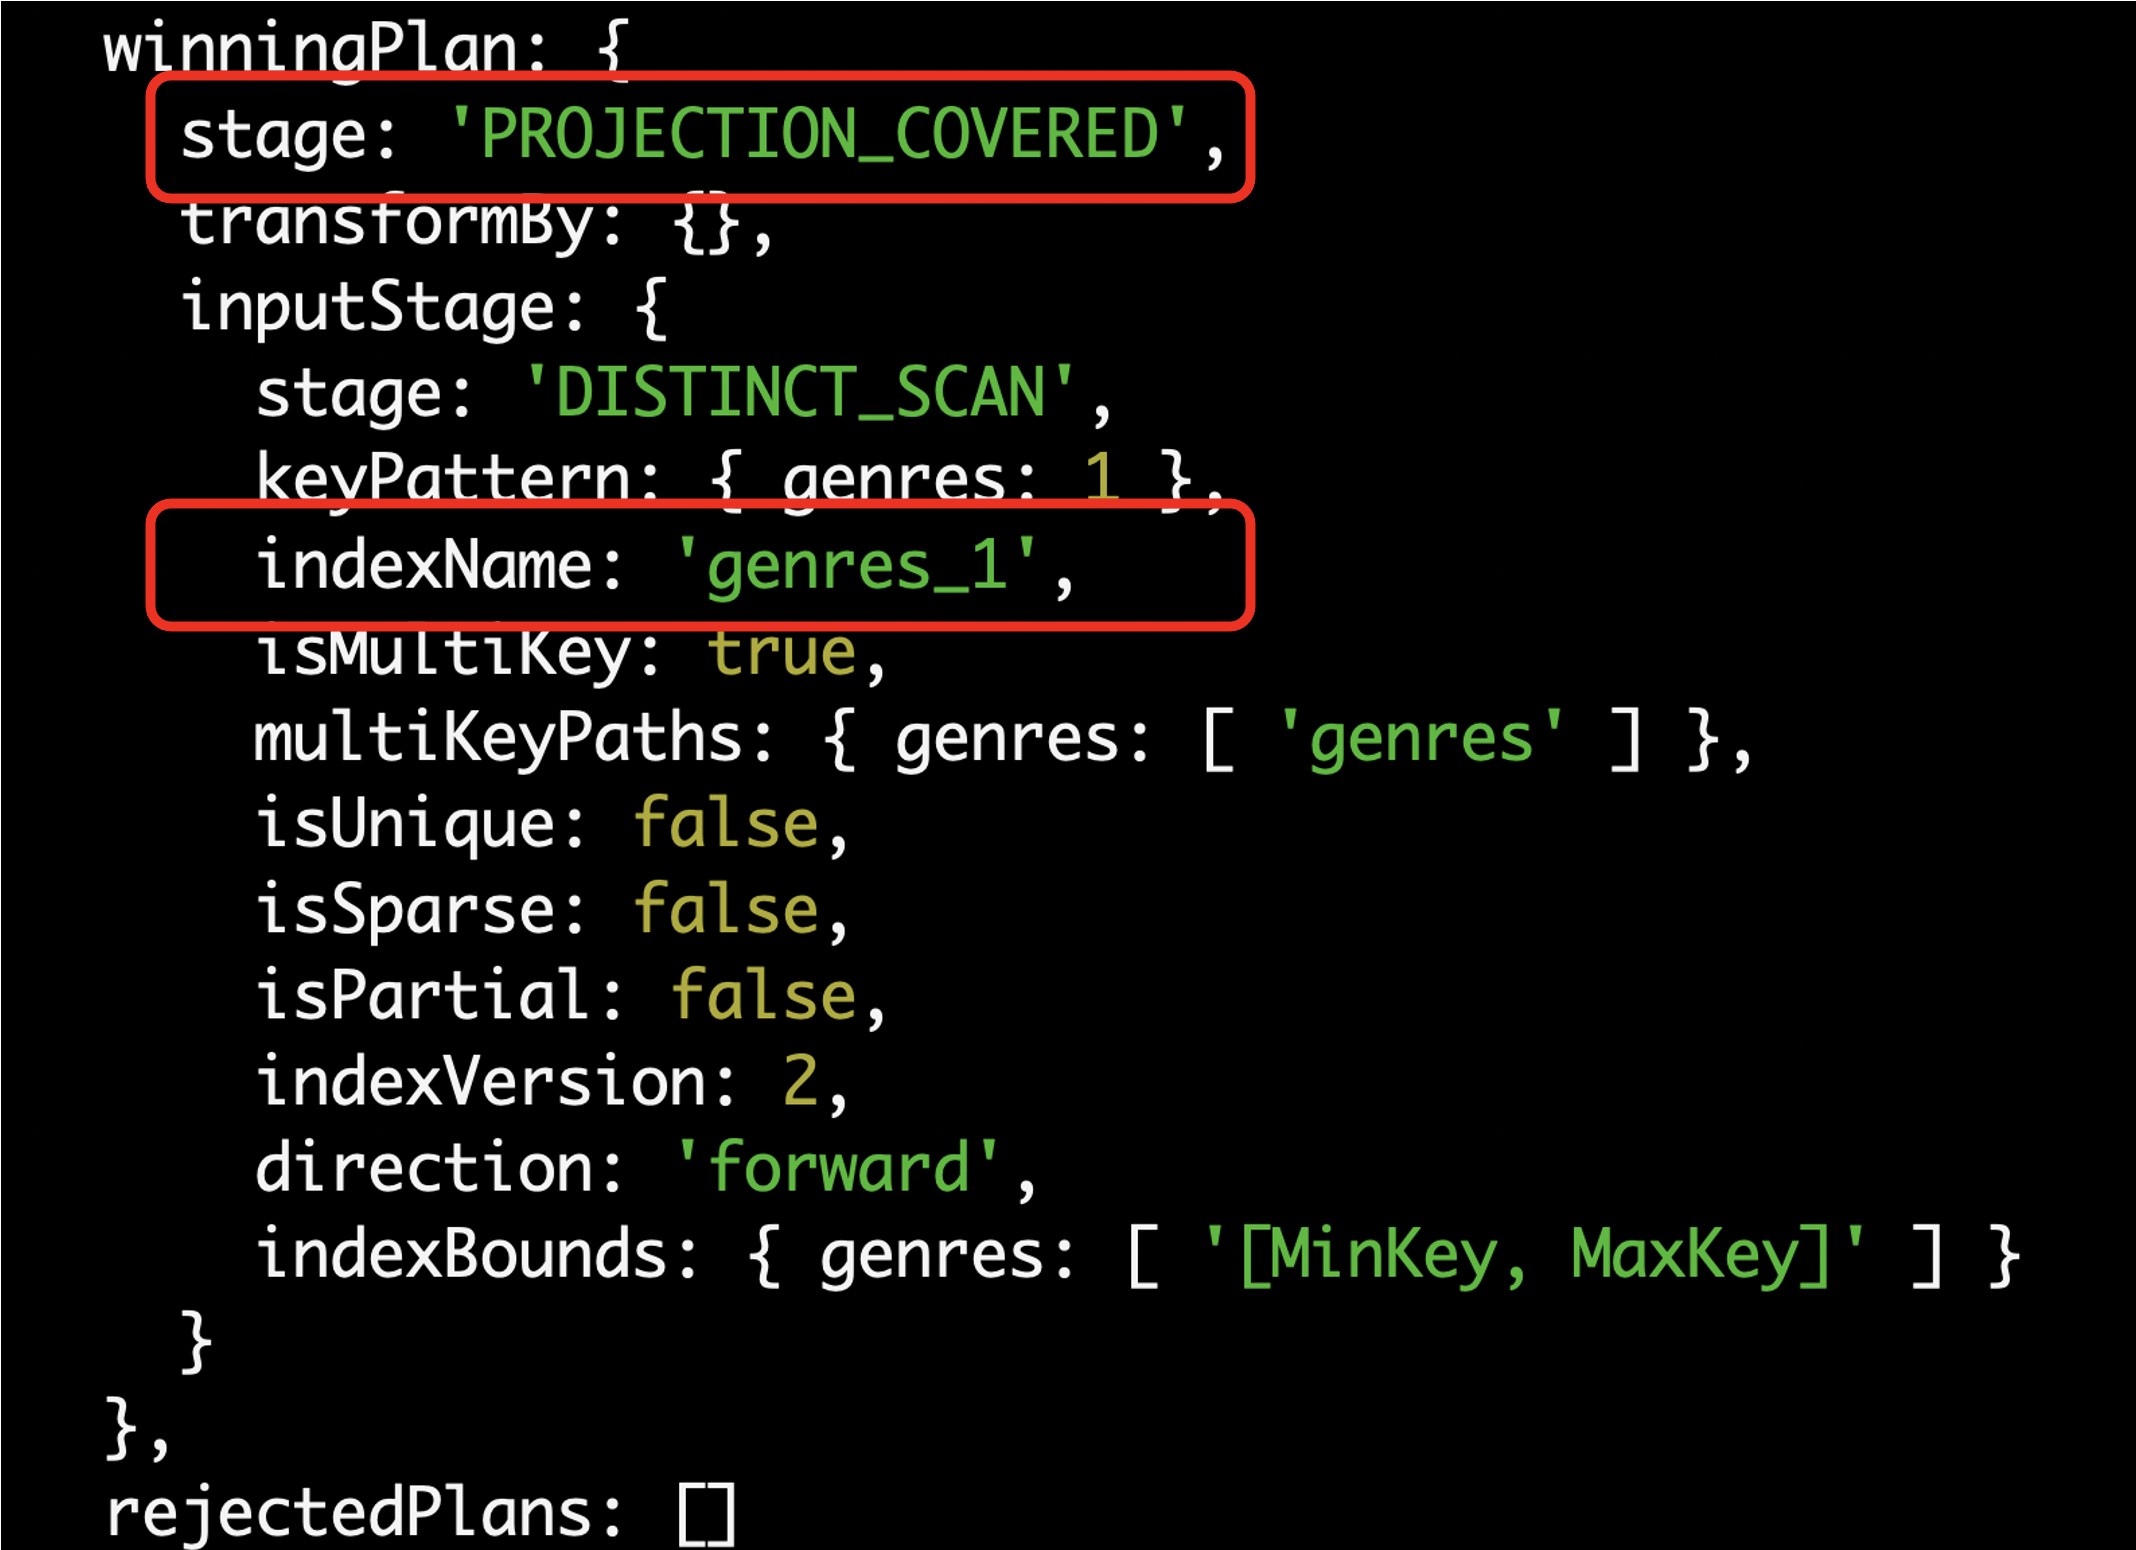 winningPlan: {
stage: 'PROJECTION_COVERED',
transformBy: {},
inputStage: {
stage: 'DISTINCT_SCAN',
keyPattern: { genres: 1 },
indexName: 'genres_1',
isMultiKey: true,
multiKeyPaths: { genres: [ 'genres' ] },
isUnique: false,
isSparse: false,
isPartial: false,
indexVersion: 2,
direction: 'forward',
indexBounds: { genres: [ '[MinKey, MaxKey]' ] }
}
},
rejectedPlans: []